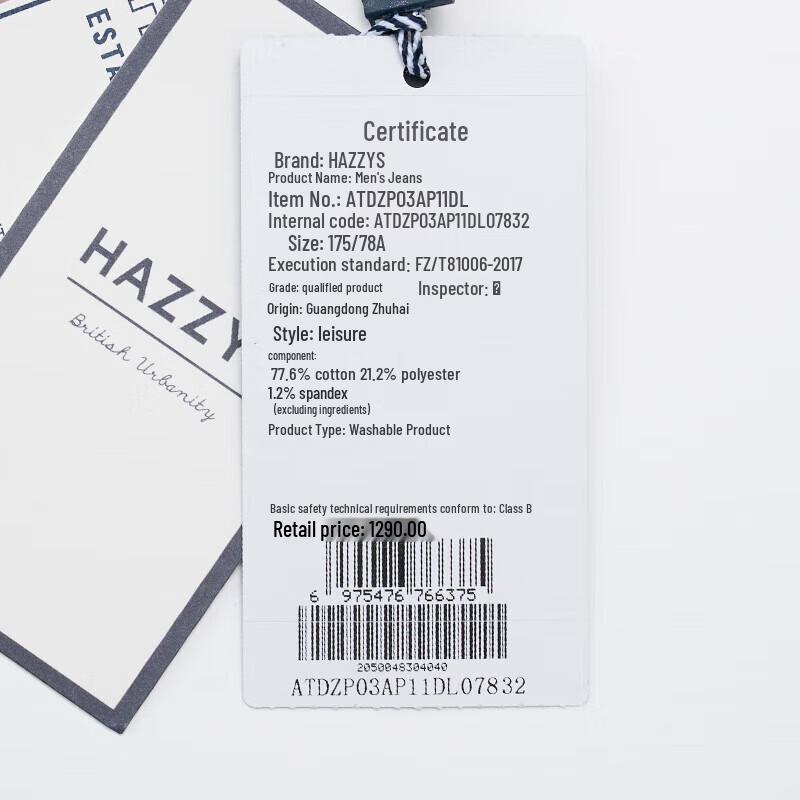 ESTA
HAZZY
British Urbanity
Certificate
Brand: HAZZYS
Product Name: Men's Jeans
Item No.: ATDZP03AP11DL
Internal code: ATDZP03AP11DL07832
Size: 175/78A
Execution standard: FZ/T81006-2017
Grade: qualified product Inspector:
Origin: Guangdong Zhuhai
Style: leisure
component:
77.6% cotton 21.2% polyester
1.2% spandex
(excluding ingredients)
Product Type: Washable Product
Basic safety technical requirements conform to: Class B
Retail price: 1290.00
6 975476 766375
2050048304040
ATDZP03AP11DL07832